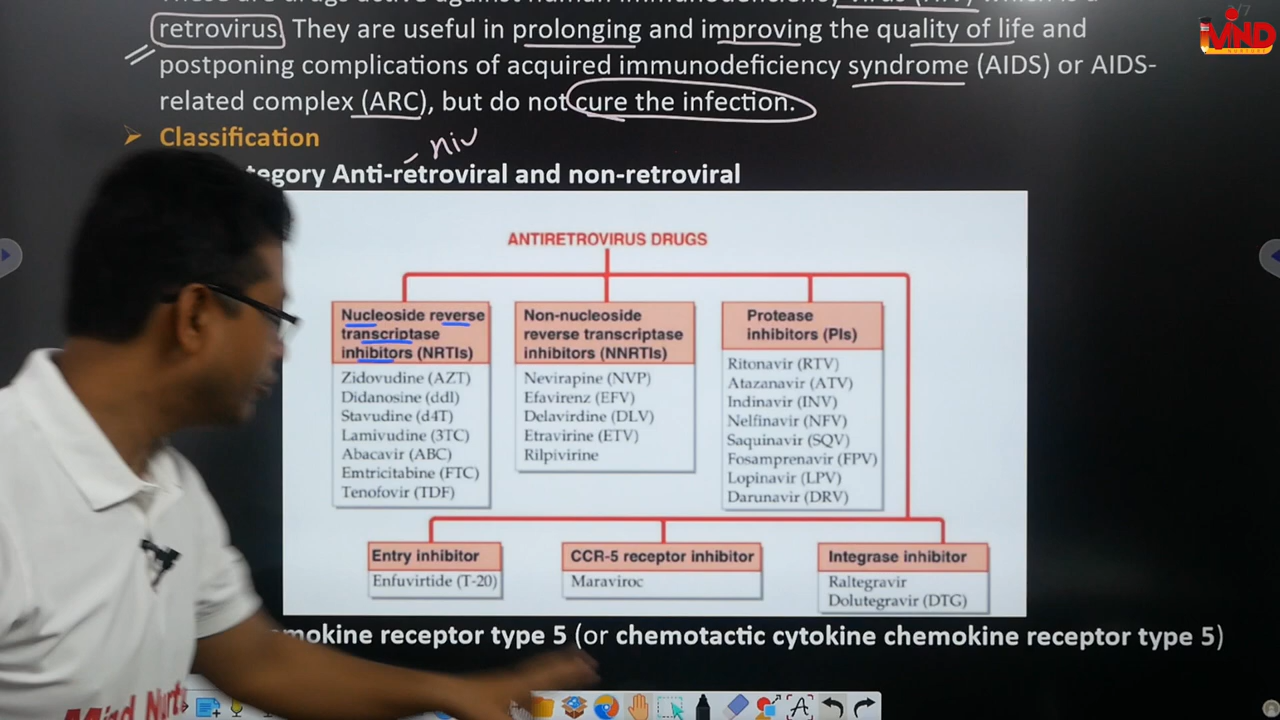 retrovirus. They are useful in prolonging and improving the quality of life and
postponing complications of acquired immunodeficiency syndrome (AIDS) or AIDS-
related complex (ARC), but do not cure the infection.
Classification
Anti-retroviral and non-retroviral
ANTIRETROVIRUS DRUGS
Nucleoside reverse
transcriptase
inhibitors (NRTIs)
Zidovudine (AZT)
Didanosine (ddI)
Stavudine (d4T)
Lamivudine (3TC)
Abacavir (ABC)
Emtricitabine (FTC)
Tenofovir (TDF)
Non-nucleoside
reverse transcriptase
inhibitors (NNRTIs)
Nevirapine (NVP)
Efavirenz (EFV)
Delavirdine (DLV)
Etravirine (ETV)
Rilpivirine
Protease
inhibitors (PIs)
Ritonavir (RTV)
Atazanavir (ATV)
Indinavir (INV)
Nelfinavir (NFV)
Saquinavir (SQV)
Fosamprenavir (FPV)
Lopinavir (LPV)
Darunavir (DRV)
Entry inhibitor
Enfuvirtide (T-20)
CCR-5 receptor inhibitor
Maraviroc
Integrase inhibitor
Raltegravir
Dolutegravir (DTG)
receptor type 5 (or chemotactic cytokine chemokine receptor type 5)
MIND